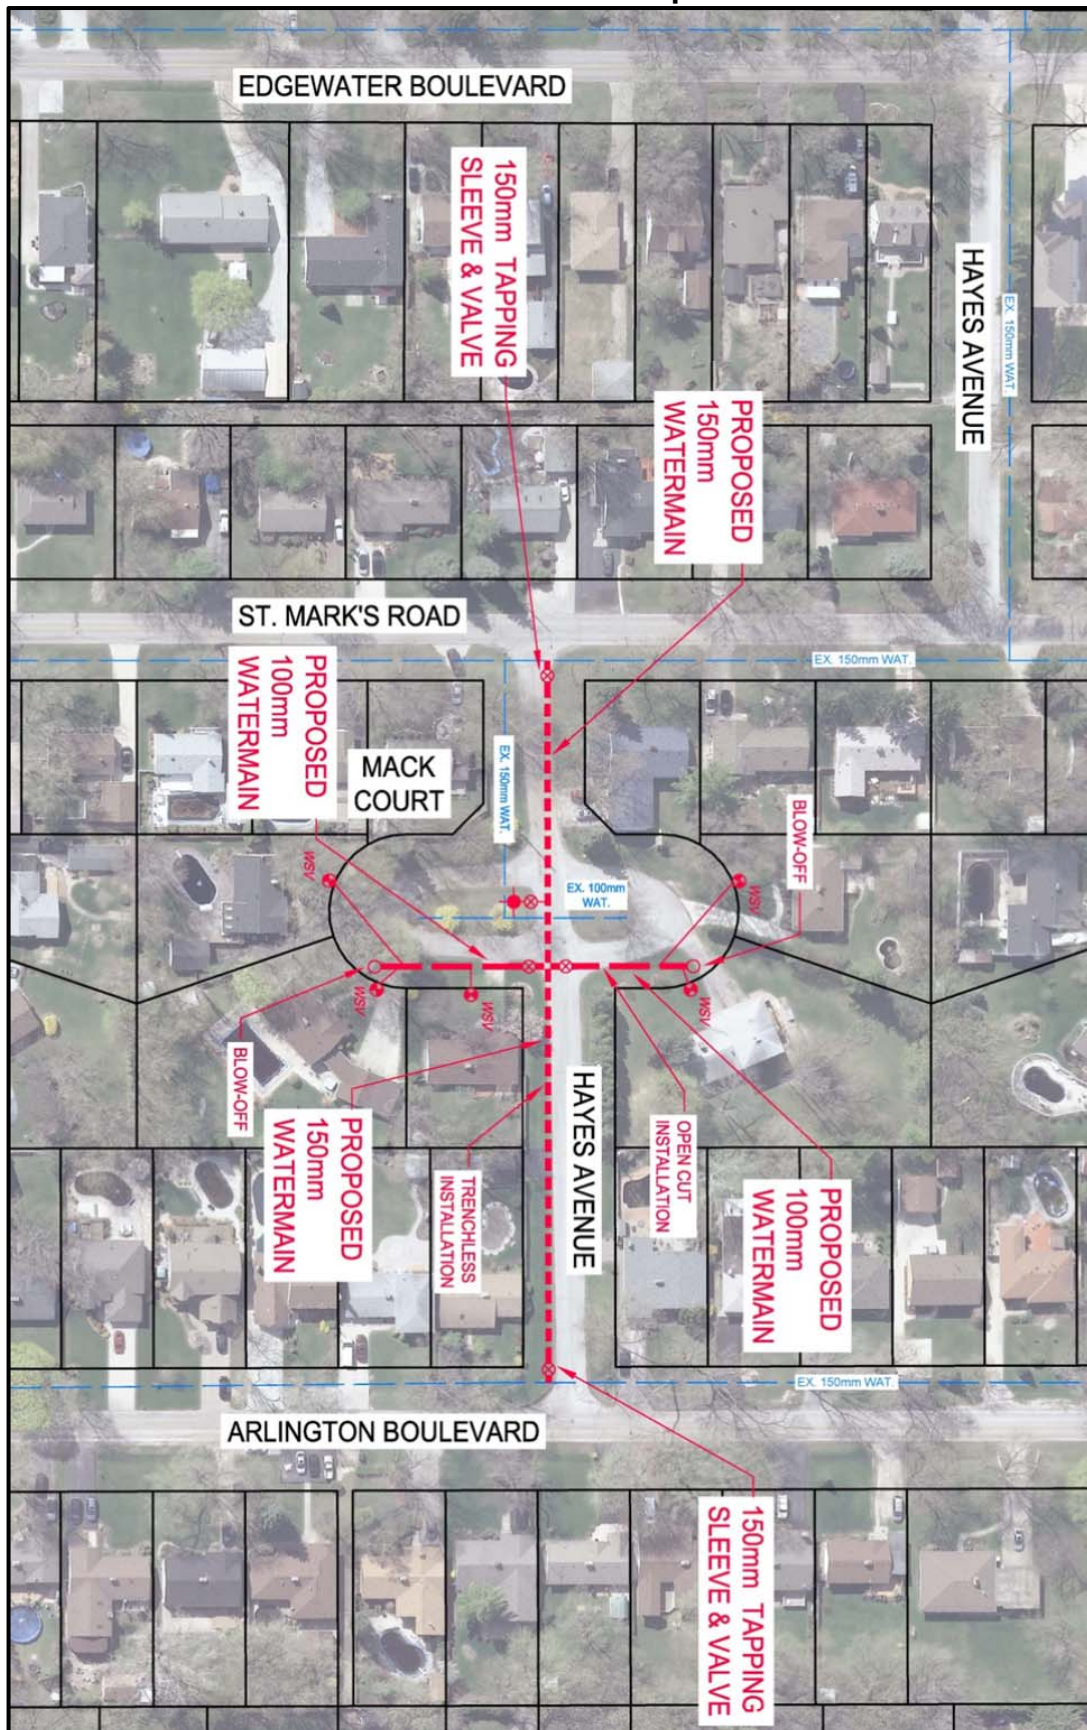 EDGEWATER BOULEVARD
150mm TAPPING
SLEEVE & VALVE
HAYES AVENUE
EX. 150mm WAT.
PROPOSED
150mm
WATERMAIN
ST. MARK'S ROAD
EX. 150mm WAT.
PROPOSED
100mm
WATERMAIN
MACK
COURT
EX. 150mm WAT.
BLOW-OFF
WSV
WSV
EX. 100mm
WAT.
WSV
WSV
WSV
BLOW-OFF
PROPOSED
150mm
WATERMAIN
TRENCHLESS
INSTALLATION
HAYES AVENUE
OPEN CUT
INSTALLATION
PROPOSED
100mm
WATERMAIN
EX. 150mm WAT.
ARLINGTON BOULEVARD
150mm TAPPING
SLEEVE & VALVE